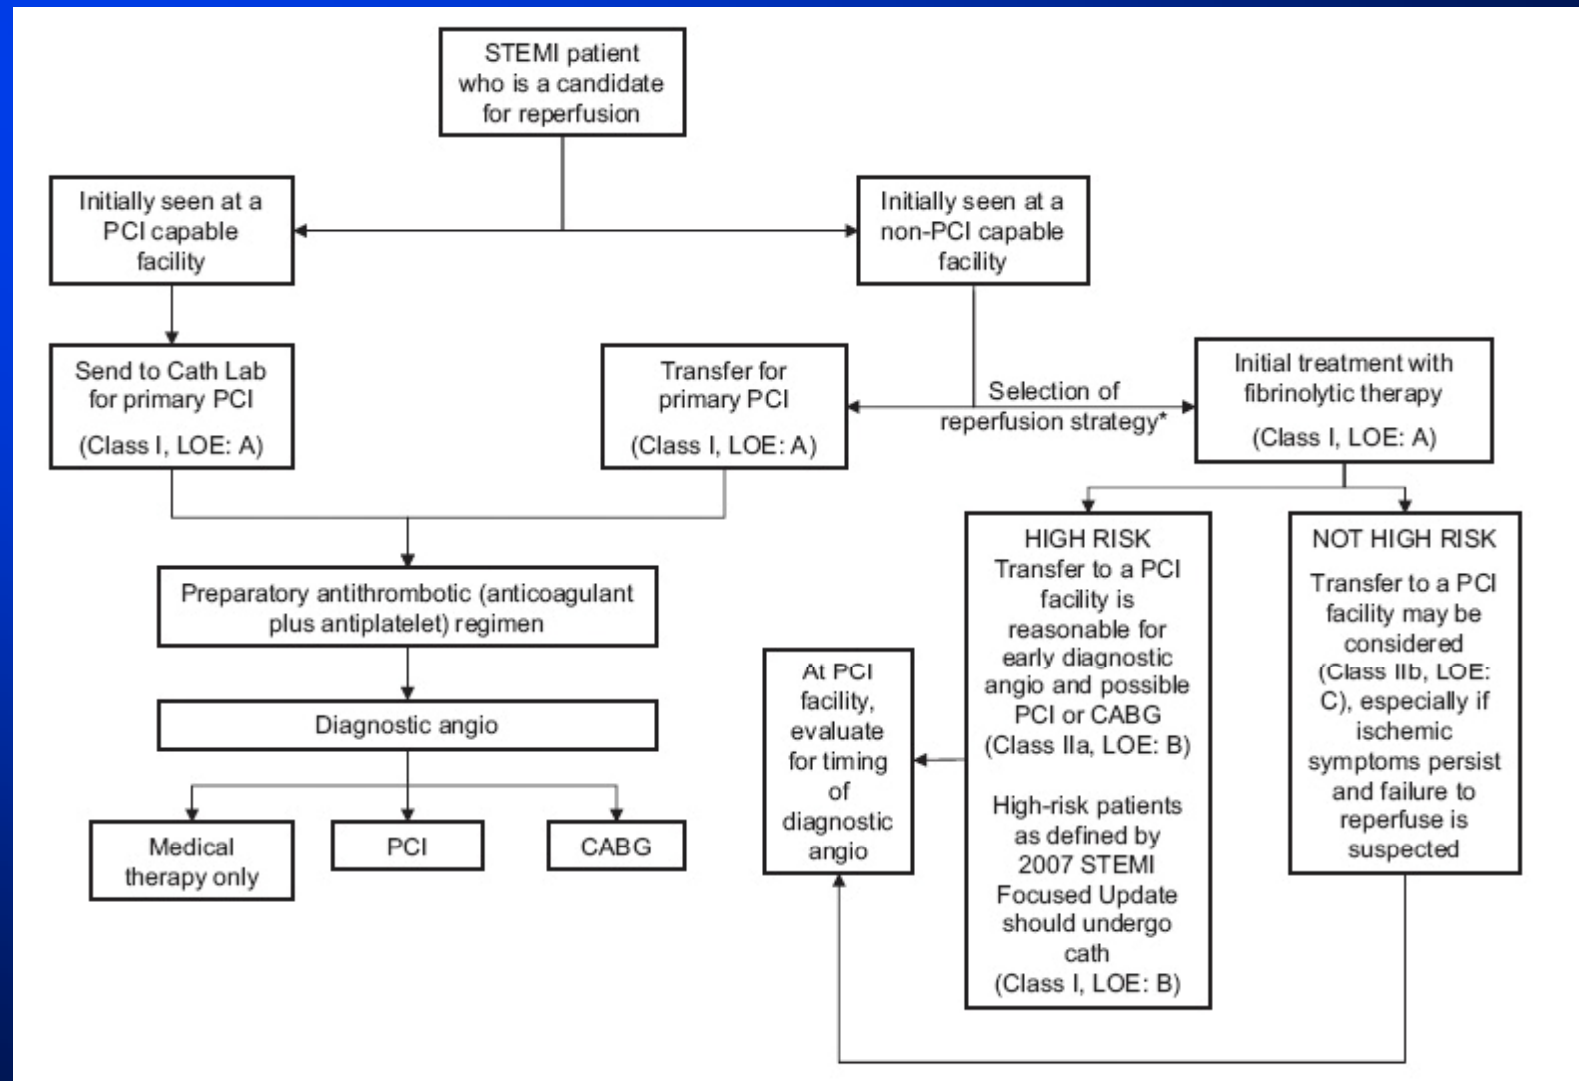 STEMI patient
who is a candidate
for reperfusion
Initially seen at a
PCI capable
facility
Initially seen at a
non-PCI capable
facility
Send to Cath Lab
for primary PCI
(Class I, LOE: A)
Transfer for
primary PCI
(Class I, LOE: A)
Selection of
reperfusion strategy*
Initial treatment with
fibrinolytic therapy
(Class I, LOE: A)
Preparatory antithrombotic (anticoagulant
plus antiplatelet) regimen
Diagnostic angio
Medical
therapy only
PCI
CABG
At PCI
facility,
evaluate
for timing
of
diagnostic
angio
HIGH RISK
Transfer to a PCI
facility is
reasonable for
early diagnostic
angio and possible
PCI or CABG
(Class IIa, LOE: B)
High-risk patients
as defined by
2007 STEMI
Focused Update
should undergo
cath
(Class I, LOE: B)
NOT HIGH RISK
Transfer to a PCI
facility may be
considered
(Class IIb, LOE:
C), especially if
ischemic
symptoms persist
and failure to
reperfuse is
suspected